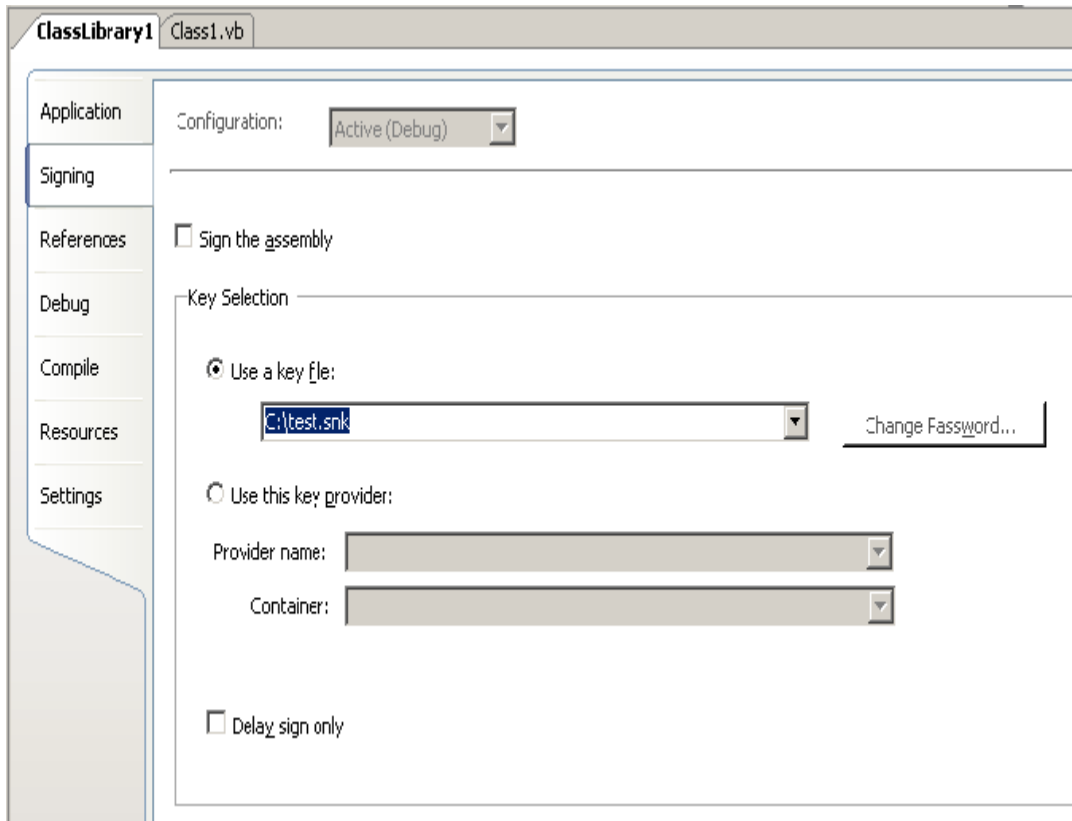 ClassLibrary1 Class1.vb
Application
Configuration: Active (Debug)
Signing
References
Sign the assembly
Debug
Key Selection
Compile
Use a key file:
Resources
C:\test.snk
Change Fassword...
Settings
Use this key provider:
Provider name:
Container:
Delay sign only